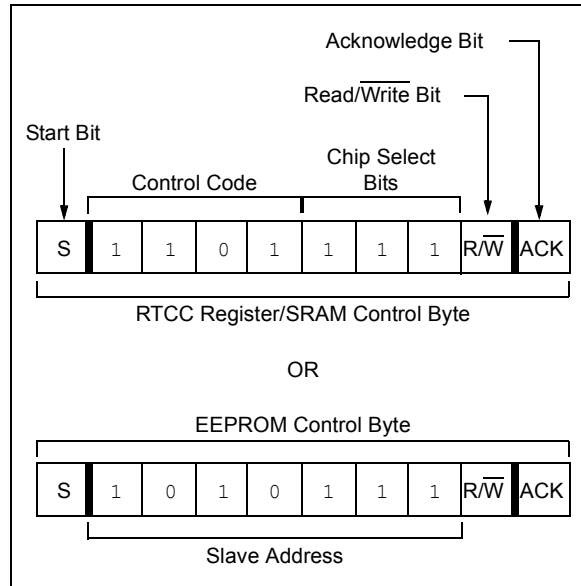 Acknowledge Bit
Read/Write Bit
Start Bit
Chip Select
Bits
Control Code
S 1 1 0 1 1 1 1 R/W ACK
RTCC Register/SRAM Control Byte
OR
EEPROM Control Byte
S 1 0 1 0 1 1 1 R/W ACK
Slave Address